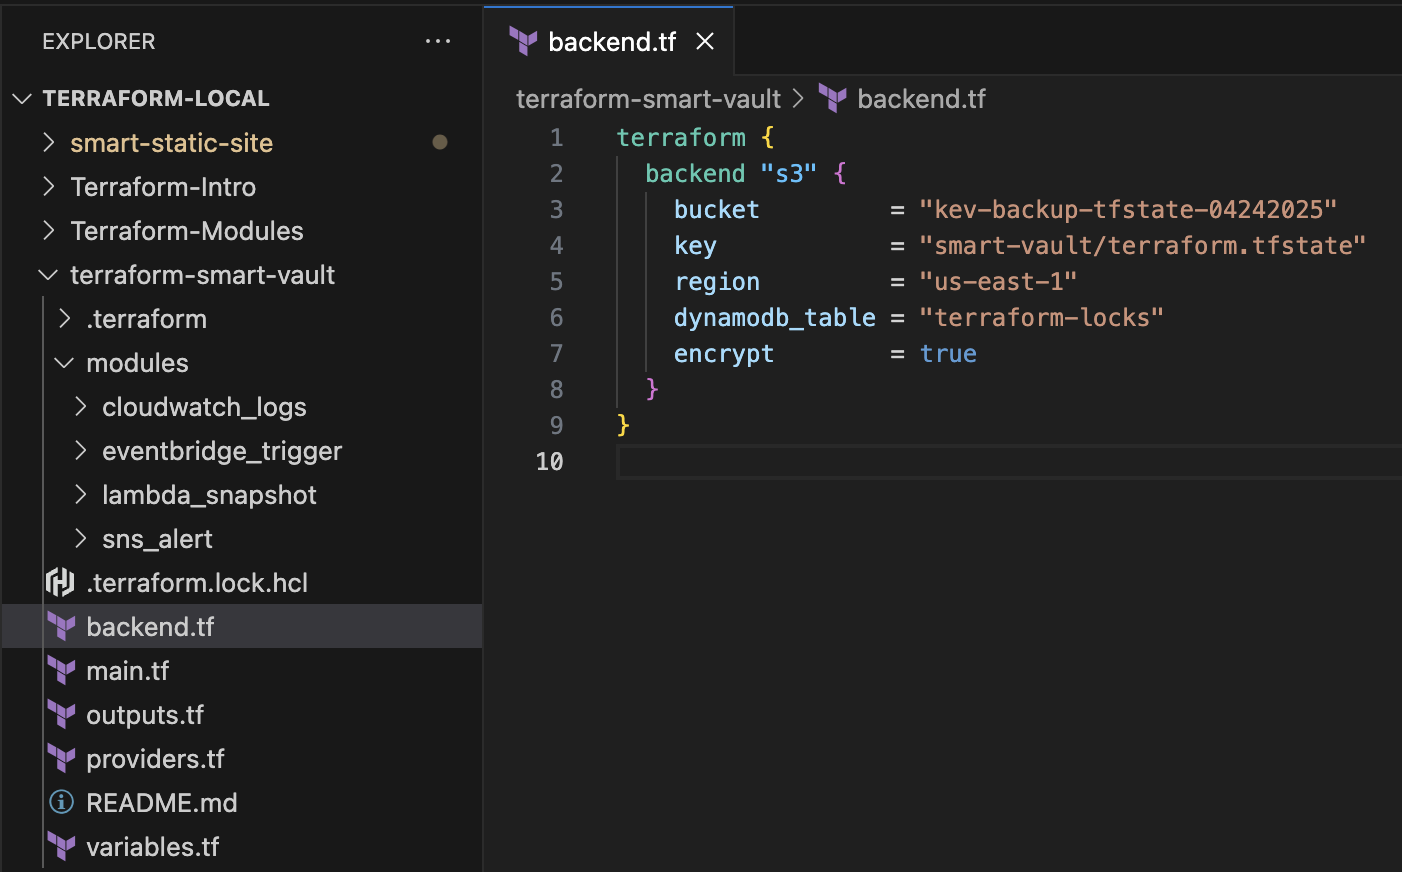 EXPLORER
TERRAFORM-LOCAL
smart-static-site
Terraform-Intro
Terraform-Modules
terraform-smart-vault
.terraform
modules
cloudwatch_logs
eventbridge_trigger
lambda_snapshot
sns_alert
.terraform.lock.hcl
backend.tf
main.tf
outputs.tf
providers.tf
README.md
variables.tf
backend.tf
terraform-smart-vault > backend.tf
1 terraform {
2   backend "s3" {
3     bucket         = "kev-backup-tfstate-04242025"
4     key            = "smart-vault/terraform.tfstate"
5     region         = "us-east-1"
6     dynamodb_table = "terraform-locks"
7     encrypt        = true
8   }
9 }
10